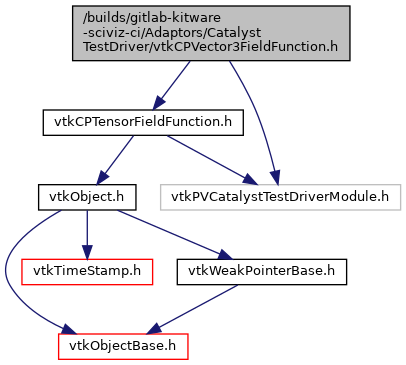 /builds/gitlab-kitware
-sciviz-ci/Adaptors/Catalyst
TestDriver/vtkCPVector3FieldFunction.h
vtkCPTensorFieldFunction.h
vtkObject.h
vtkPVCatalystTestDriverModule.h
vtkTimeStamp.h
vtkWeakPointerBase.h
vtkObjectBase.h